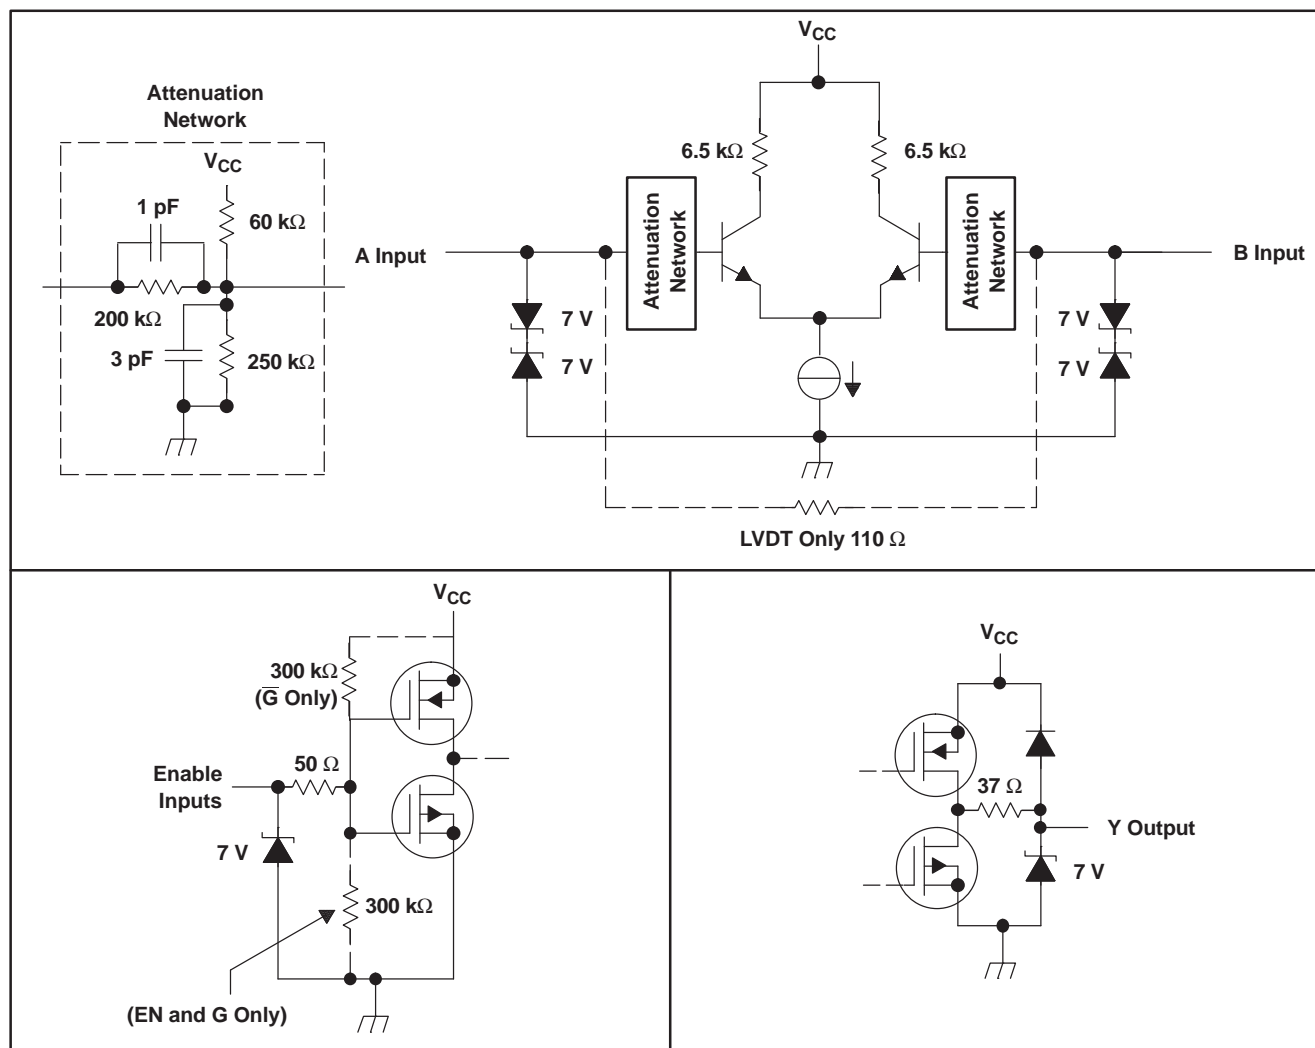 Attenuation
Network
VCC
1 pF
60 kΩ
200 kΩ
3 pF
250 kΩ
VCC
6.5 kΩ
6.5 kΩ
A Input
Attenuation
Network
Attenuation
Network
B Input
7 V
7 V
7 V
7 V
LVDT Only 110 Ω
VCC
300 kΩ
(G̅ Only)
50 Ω
Enable
Inputs
7 V
300 kΩ
(EN and G Only)
VCC
37 Ω
Y Output
7 V